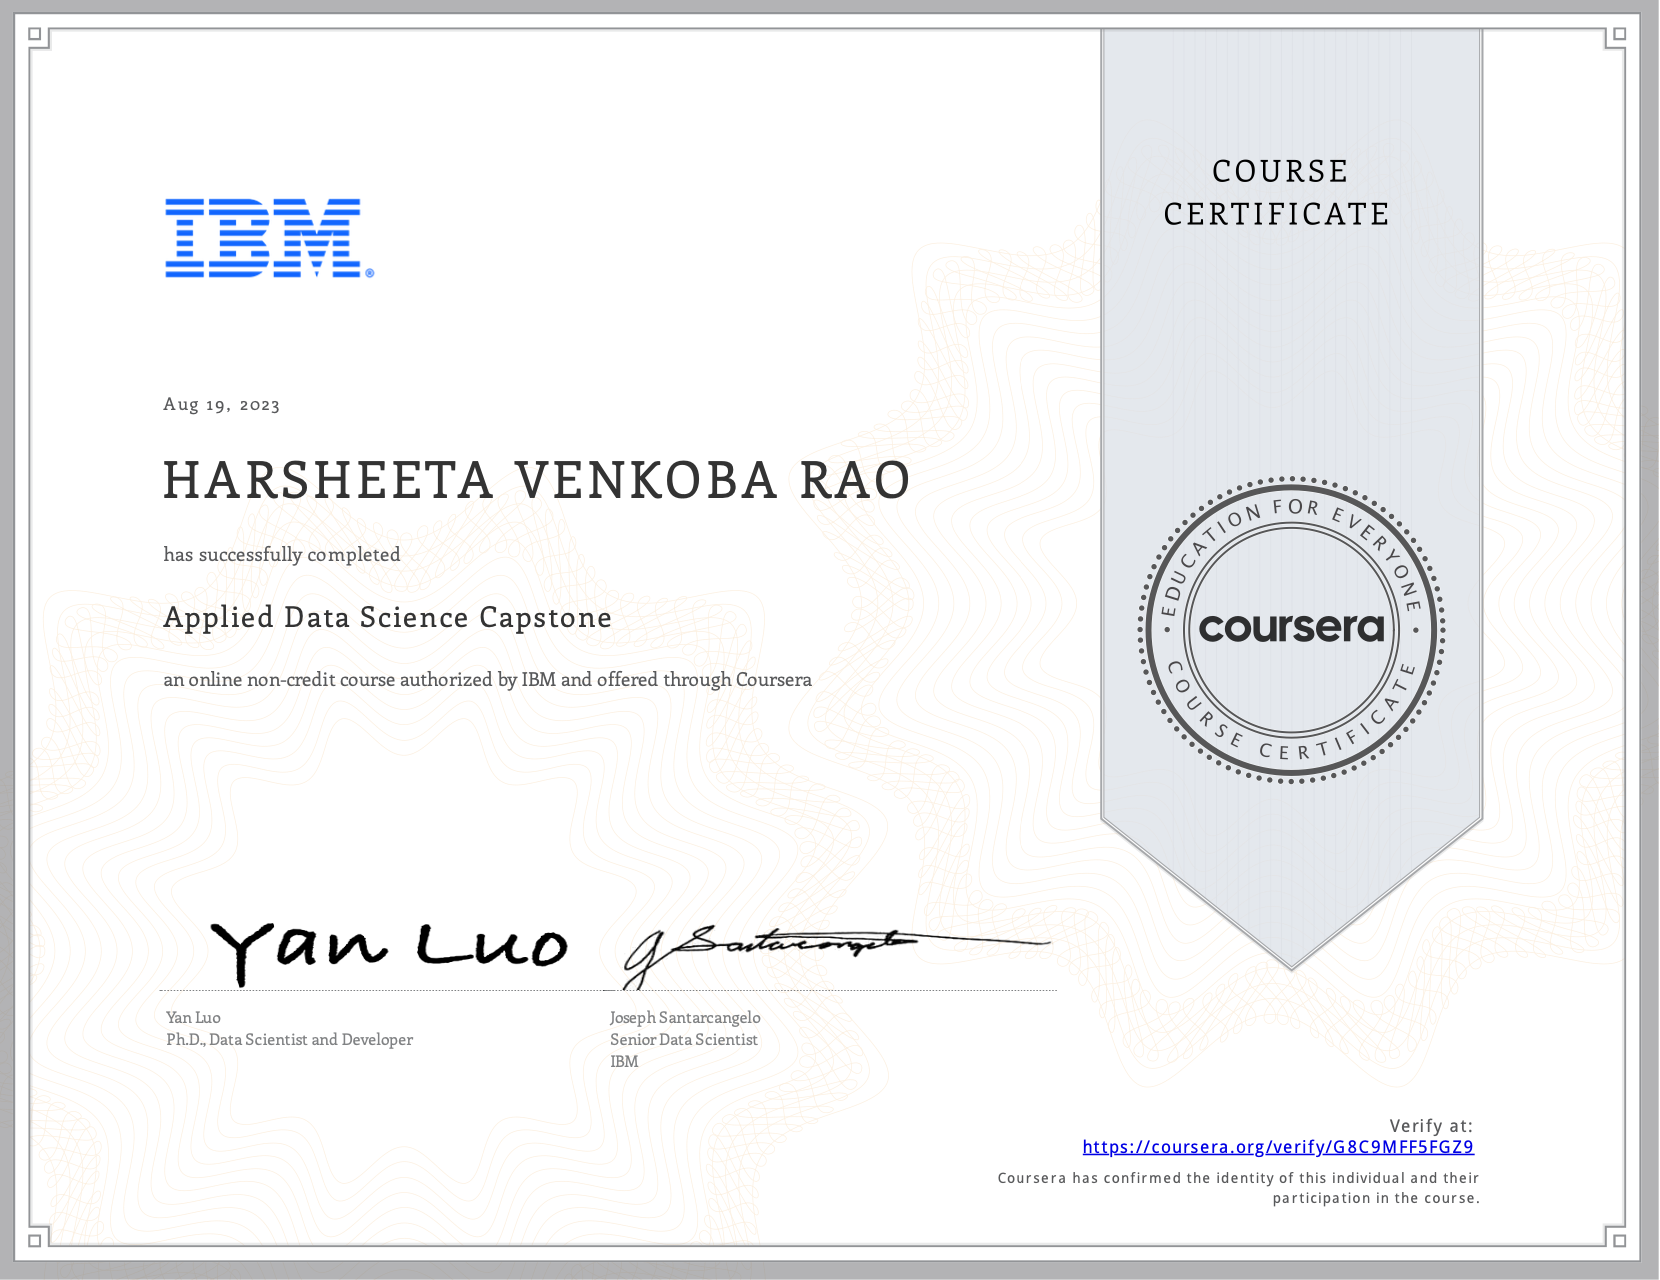 COURSE
CERTIFICATE
IBM®
Aug 19, 2023
HARSHEETA VENKOBA RAO
has successfully completed
Applied Data Science Capstone
an online non-credit course authorized by IBM and offered through Coursera
EDUCATION FOR EVERYONE
coursera
COURSE CERTIFICATE
Yan Luo
J Santarcangelo
Yan Luo
Ph.D., Data Scientist and Developer
Joseph Santarcangelo
Senior Data Scientist
IBM
Verify at:
https://coursera.org/verify/G8C9MFF5FGZ9
Coursera has confirmed the identity of this individual and their
participation in the course.